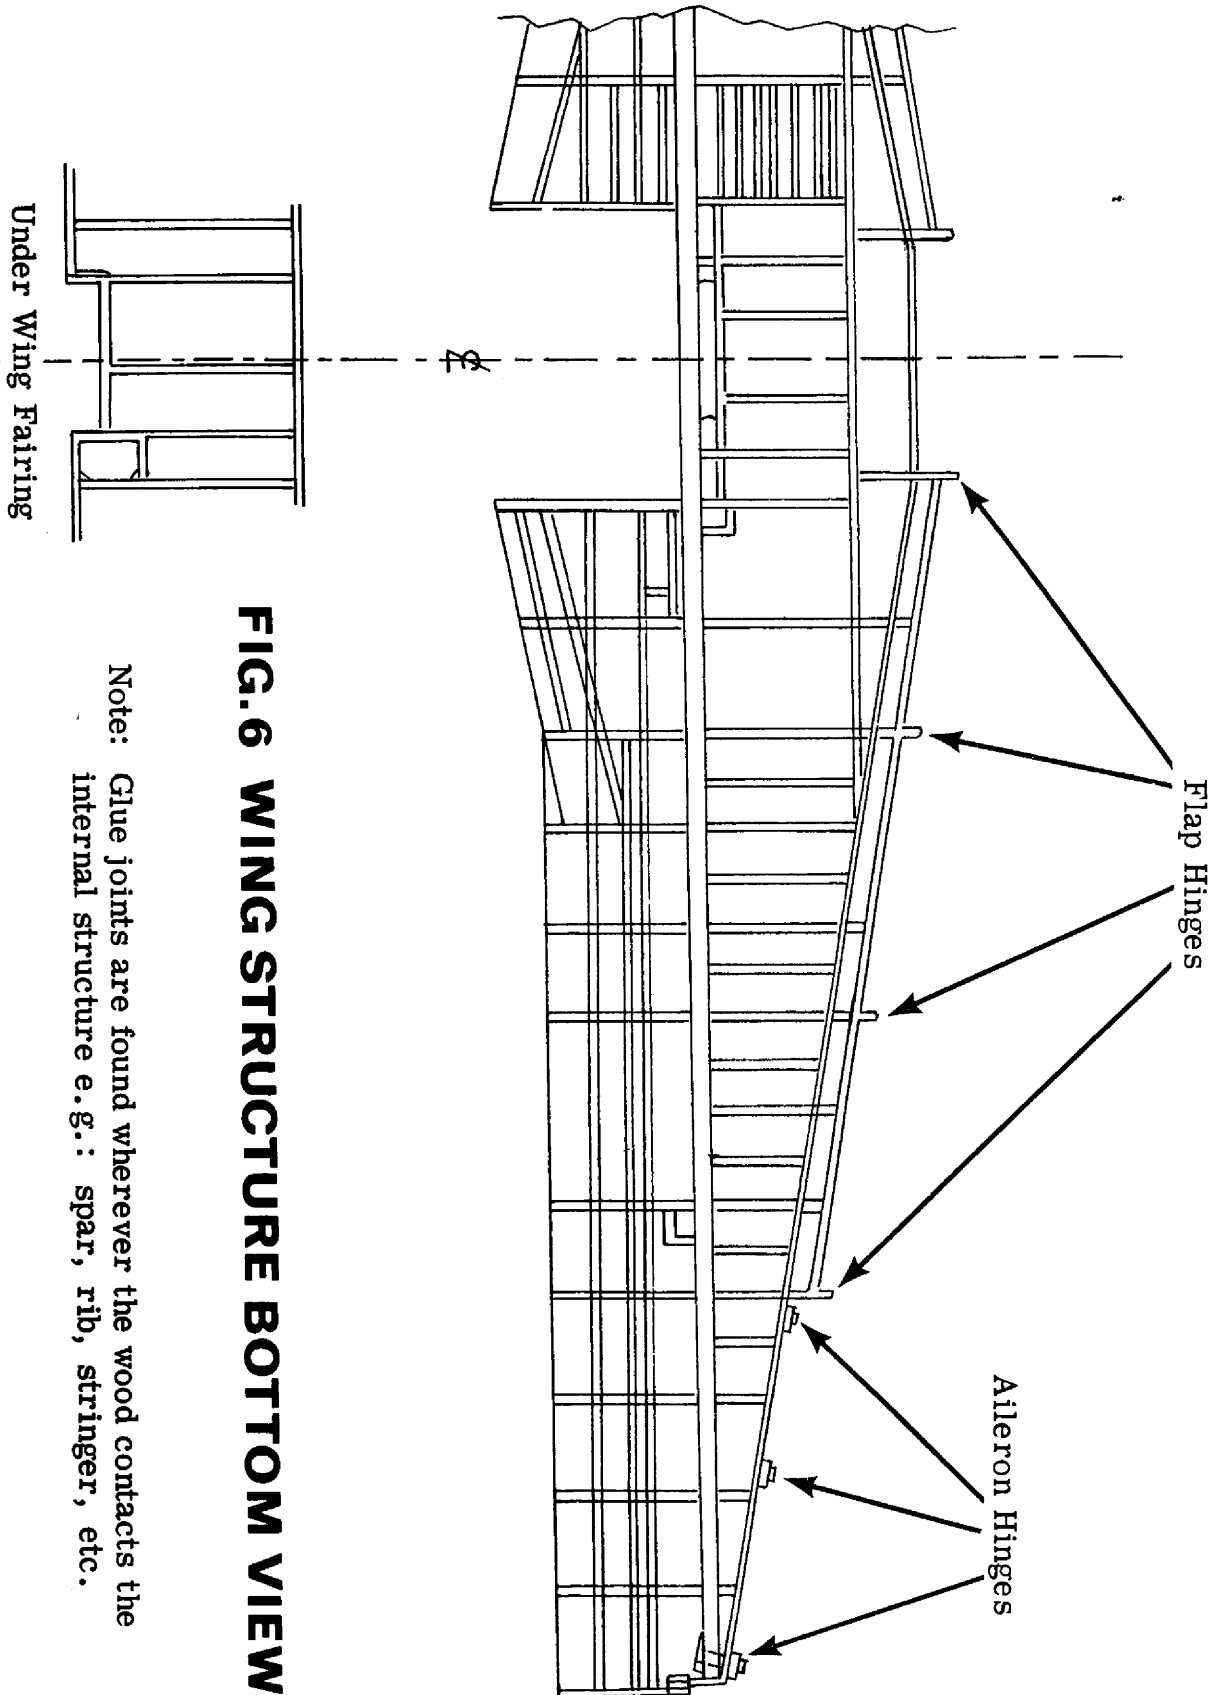 Flap Hinges
Aileron Hinges
Under Wing Fairing
FIG.6 WING STRUCTURE BOTTOM VIEW
Note: Glue joints are found wherever the wood contacts the
internal structure e.g.: spar, rib, stringer, etc.